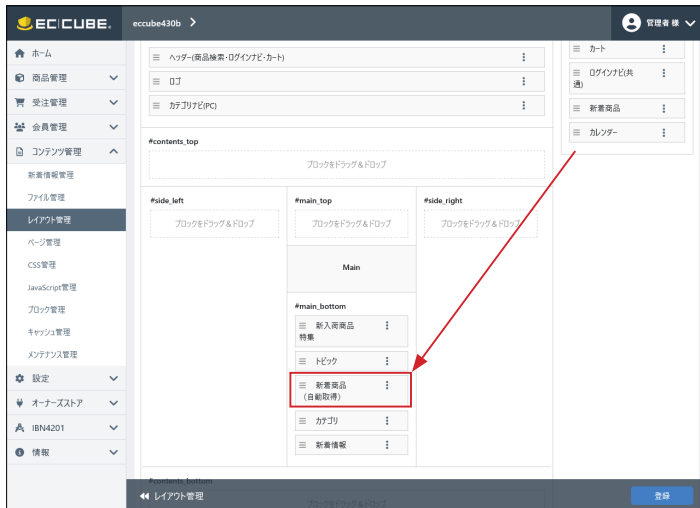 EC CUBE.
eccube430b
管理者 様
ホーム
商品管理
受注管理
会員管理
コンテンツ管理
新着情報管理
ファイル管理
レイアウト管理
ページ管理
CSS管理
JavaScript管理
ブロック管理
キャッシュ管理
メンテナンス管理
設定
オーナーズストア
IBN4201
情報
ヘッダー(商品検索・ログインナビ・カート)
ロゴ
カテゴリナビ(PC)
#contents_top
ブロックをドラッグ&ドロップ
#side_left
ブロックをドラッグ&ドロップ
#main_top
ブロックをドラッグ&ドロップ
#side_right
ブロックをドラッグ&ドロップ
Main
#main_bottom
新入荷商品
特集
トピック
新着商品
(自動取得)
カテゴリ
新着情報
#contents_bottom
ブロックをドラッグ&ドロップ
カート
ログインナビ(共
通)
新着商品
カレンダー
レイアウト管理
登録